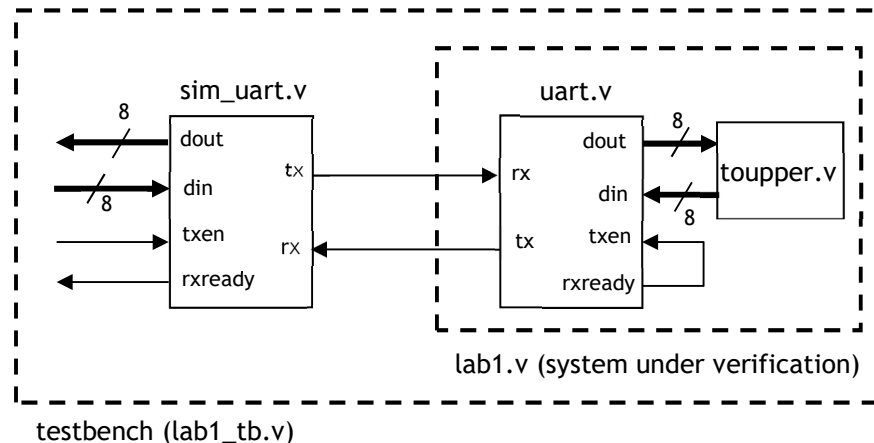 sim_uart.v
uart.v
8
dout
din
8
txen
rxready
tx
rx
rx
tx
dout
din
txen
rxready
8
8
toupper.v
lab1.v (system under verification)
testbench (lab1_tb.v)